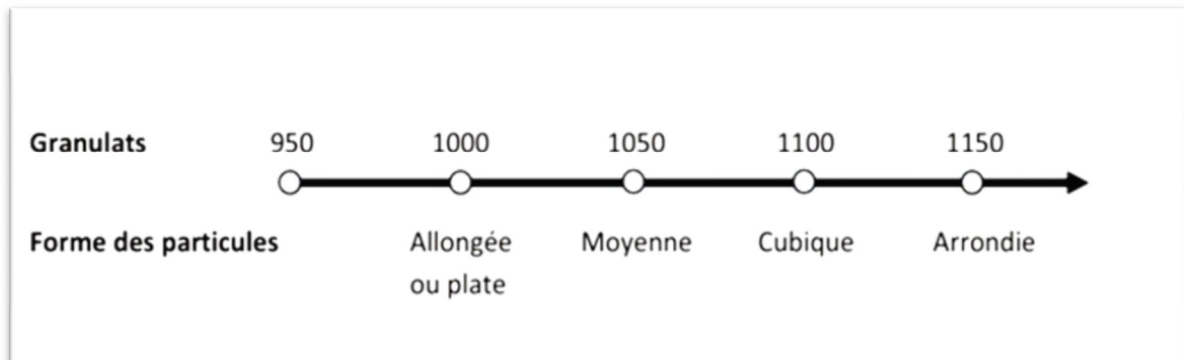 Granulats 950 1000 1050 1100 1150
Forme des particules Allongée Moyenne Cubique Arrondie
ou plate